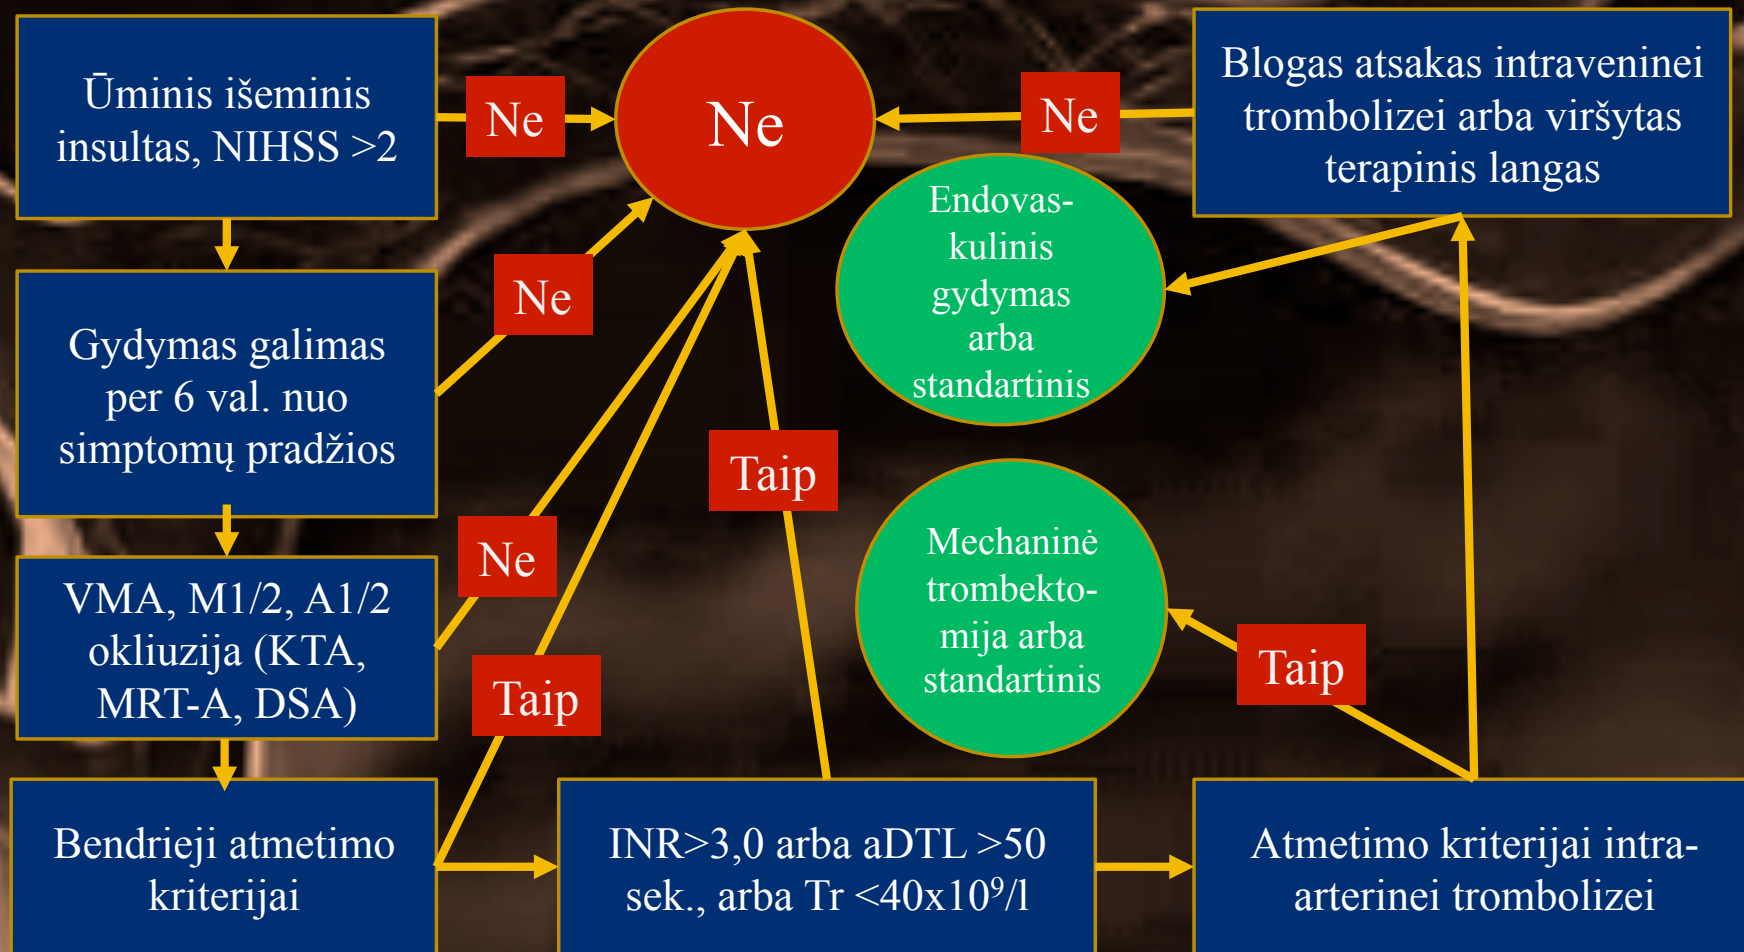 Ūminis išeminis
insultas, NIHSS >2
Ne
Ne
Ne
Blogas atsakas intraveninei
trombolizei arba viršytas
terapinis langas
Endovas-
kulinis
gydymas
arba
standartinis
Gydymas galimas
per 6 val. nuo
simptomų pradžios
Ne
Taip
Ne
VMA, M1/2, A1/2
okliuzija (KTA,
MRT-A, DSA)
Taip
Mechaninė
trombekto-
mija arba
standartinis
Taip
Bendrieji atmetimo
kriterijai
INR>3,0 arba aDTL >50
sek., arba Tr <40x10⁹/l
Atmetimo kriterijai intra-
arterinei trombolizei